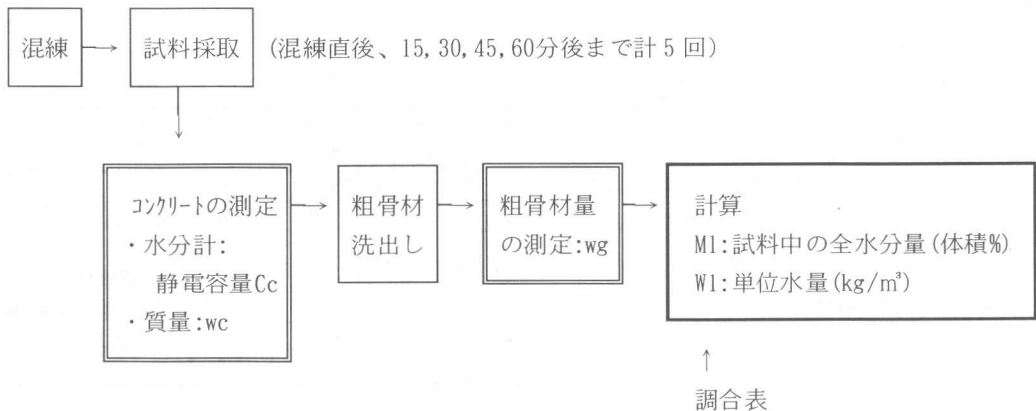 混練
試料採取
(混練直後、15,30,45,60分後まで計5回)
コンクリートの測定
・水分計:
静電容量Cc
・質量:wc
粗骨材
洗出し
粗骨材量
の測定:wg
計算
M1:試料中の全水分量(体積%)
W1:単位水量(kg/m³)
調合表